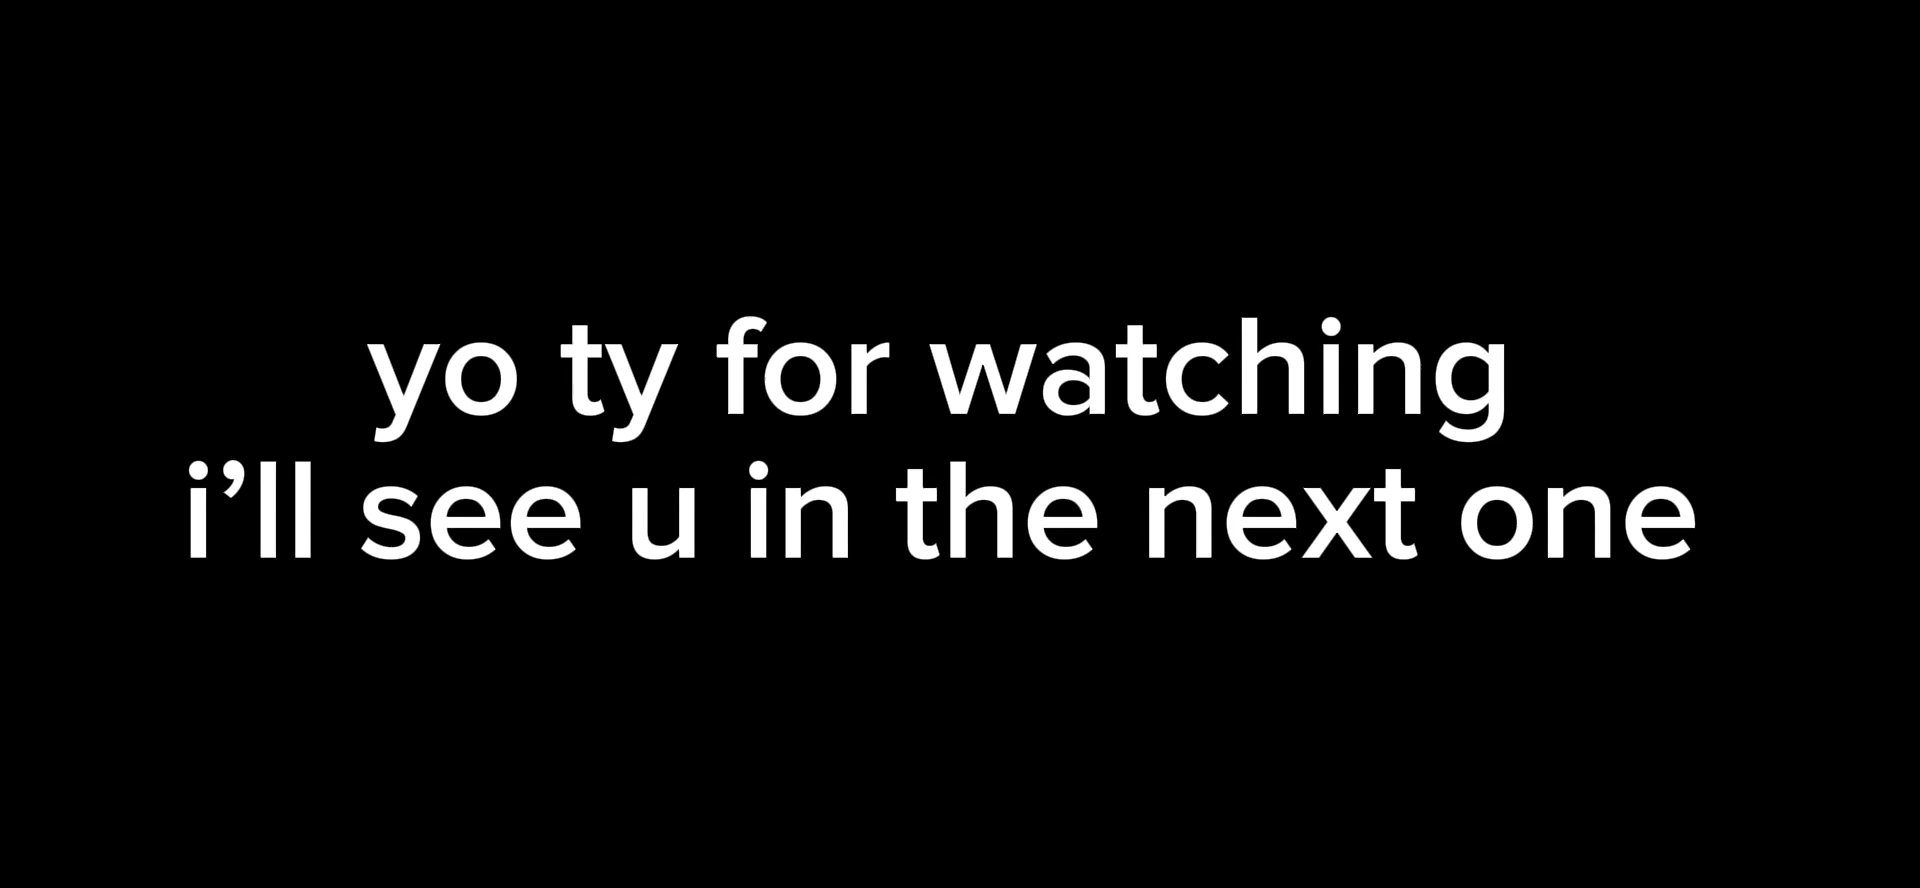 yo ty for watching
i’ll see u in the next one